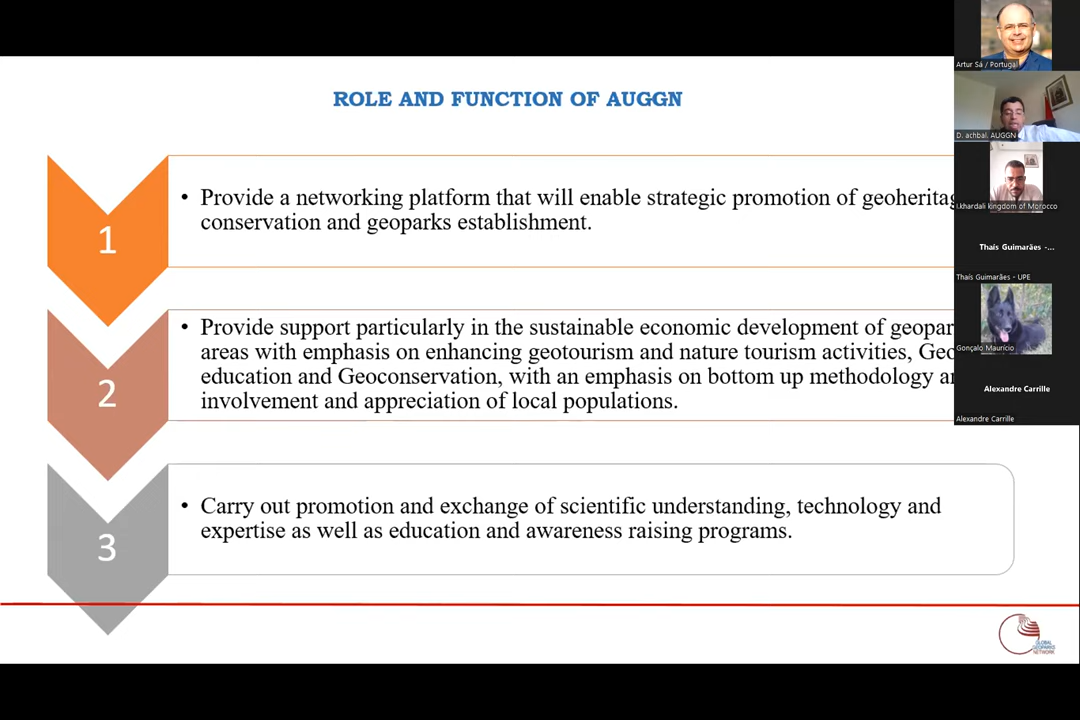 ROLE AND FUNCTION OF AUGGN
1
• Provide a networking platform that will enable strategic promotion of
conservation and geoparks establishment.
2
• Provide support particularly in the sustainable economic development of
areas with emphasis on enhancing geotourism and nature tourism activities,
education and Geoconservation, with an emphasis on bottom up methodology
involvement and appreciation of local populations.
3
• Carry out promotion and exchange of scientific understanding, technology and
expertise as well as education and awareness raising programs.
GLOBAL
GEOPARKS
NETWORK
Artur Sá / Portugal
D. achbal. AUGGN
I.khardali kingdom of Morocco
Thaís Guimarães -...
Thaís Guimarães - UPE
Gonçalo Maurício
Alexandre Carrille
Alexandre Carrille